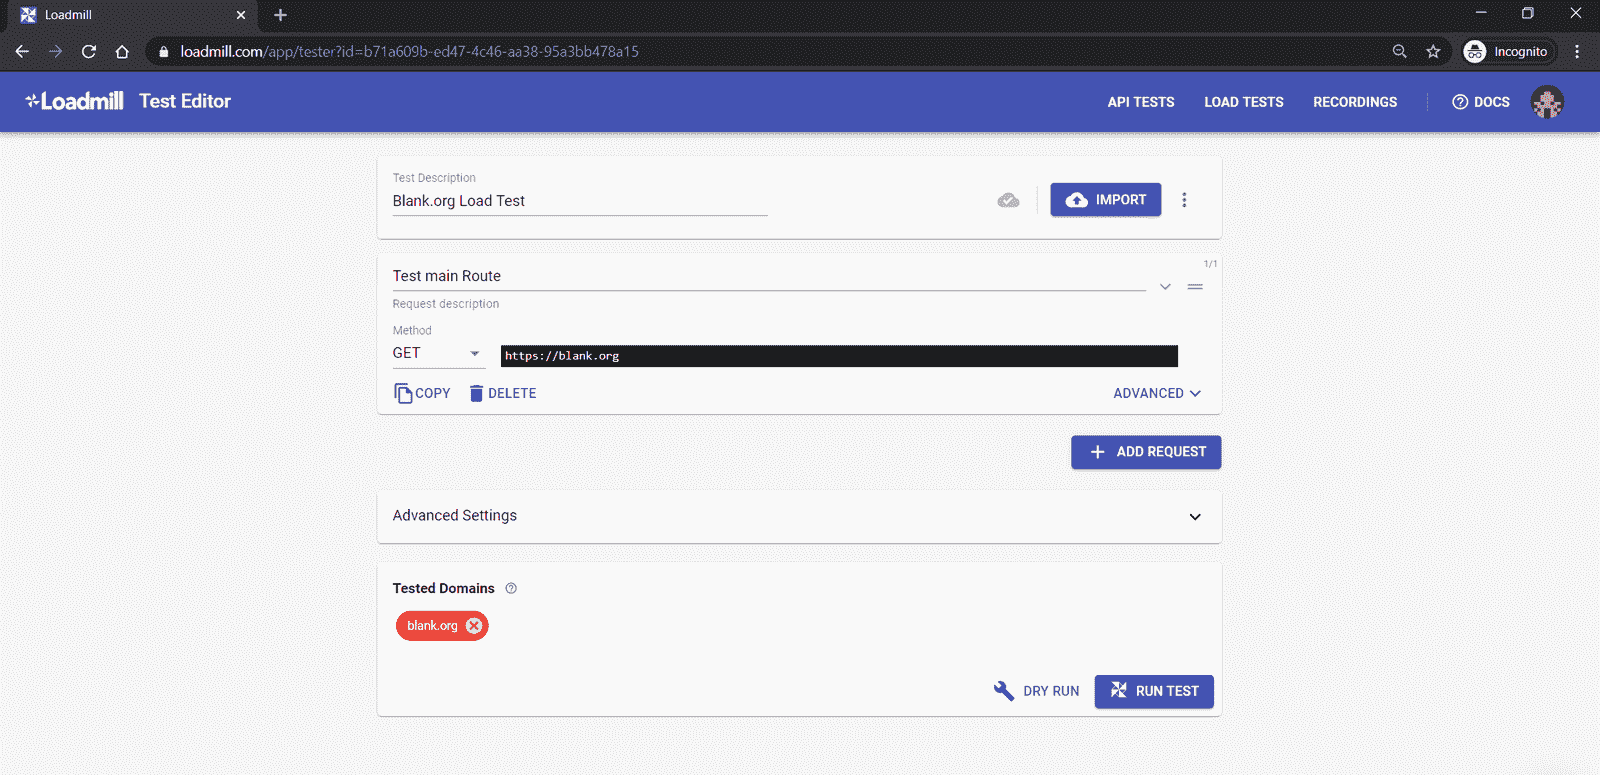 Loadmill
loadmill.com/app/tester?id=b71a609b-ed47-4c46-aa38-95a3bb478a15
Incognito
Loadmill Test Editor
API TESTS LOAD TESTS RECORDINGS DOCS
Test Description
Blank.org Load Test
IMPORT
1/1
Test main Route
Request description
Method
GET https://blank.org
COPY DELETE ADVANCED
ADD REQUEST
Advanced Settings
Tested Domains
blank.org
DRY RUN RUN TEST